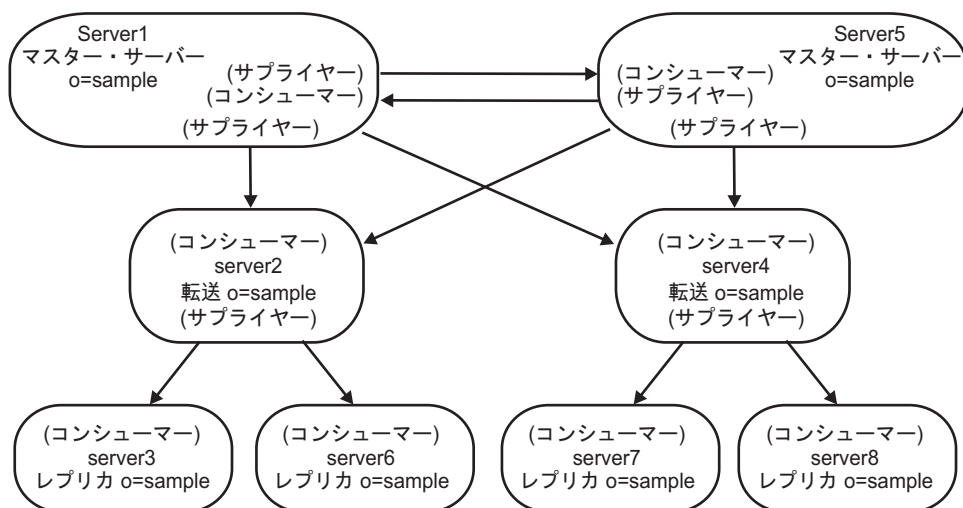 Server1
マスター・サーバー
o=sample
(サプライヤー)
(コンシューマー)
(サプライヤー)
Server5
マスター・サーバー
o=sample
(コンシューマー)
(サプライヤー)
(サプライヤー)
(コンシューマー)
server2
転送 o=sample
(サプライヤー)
(コンシューマー)
server4
転送 o=sample
(サプライヤー)
(コンシューマー)
server3
レプリカ o=sample
(コンシューマー)
server6
レプリカ o=sample
(コンシューマー)
server7
レプリカ o=sample
(コンシューマー)
server8
レプリカ o=sample